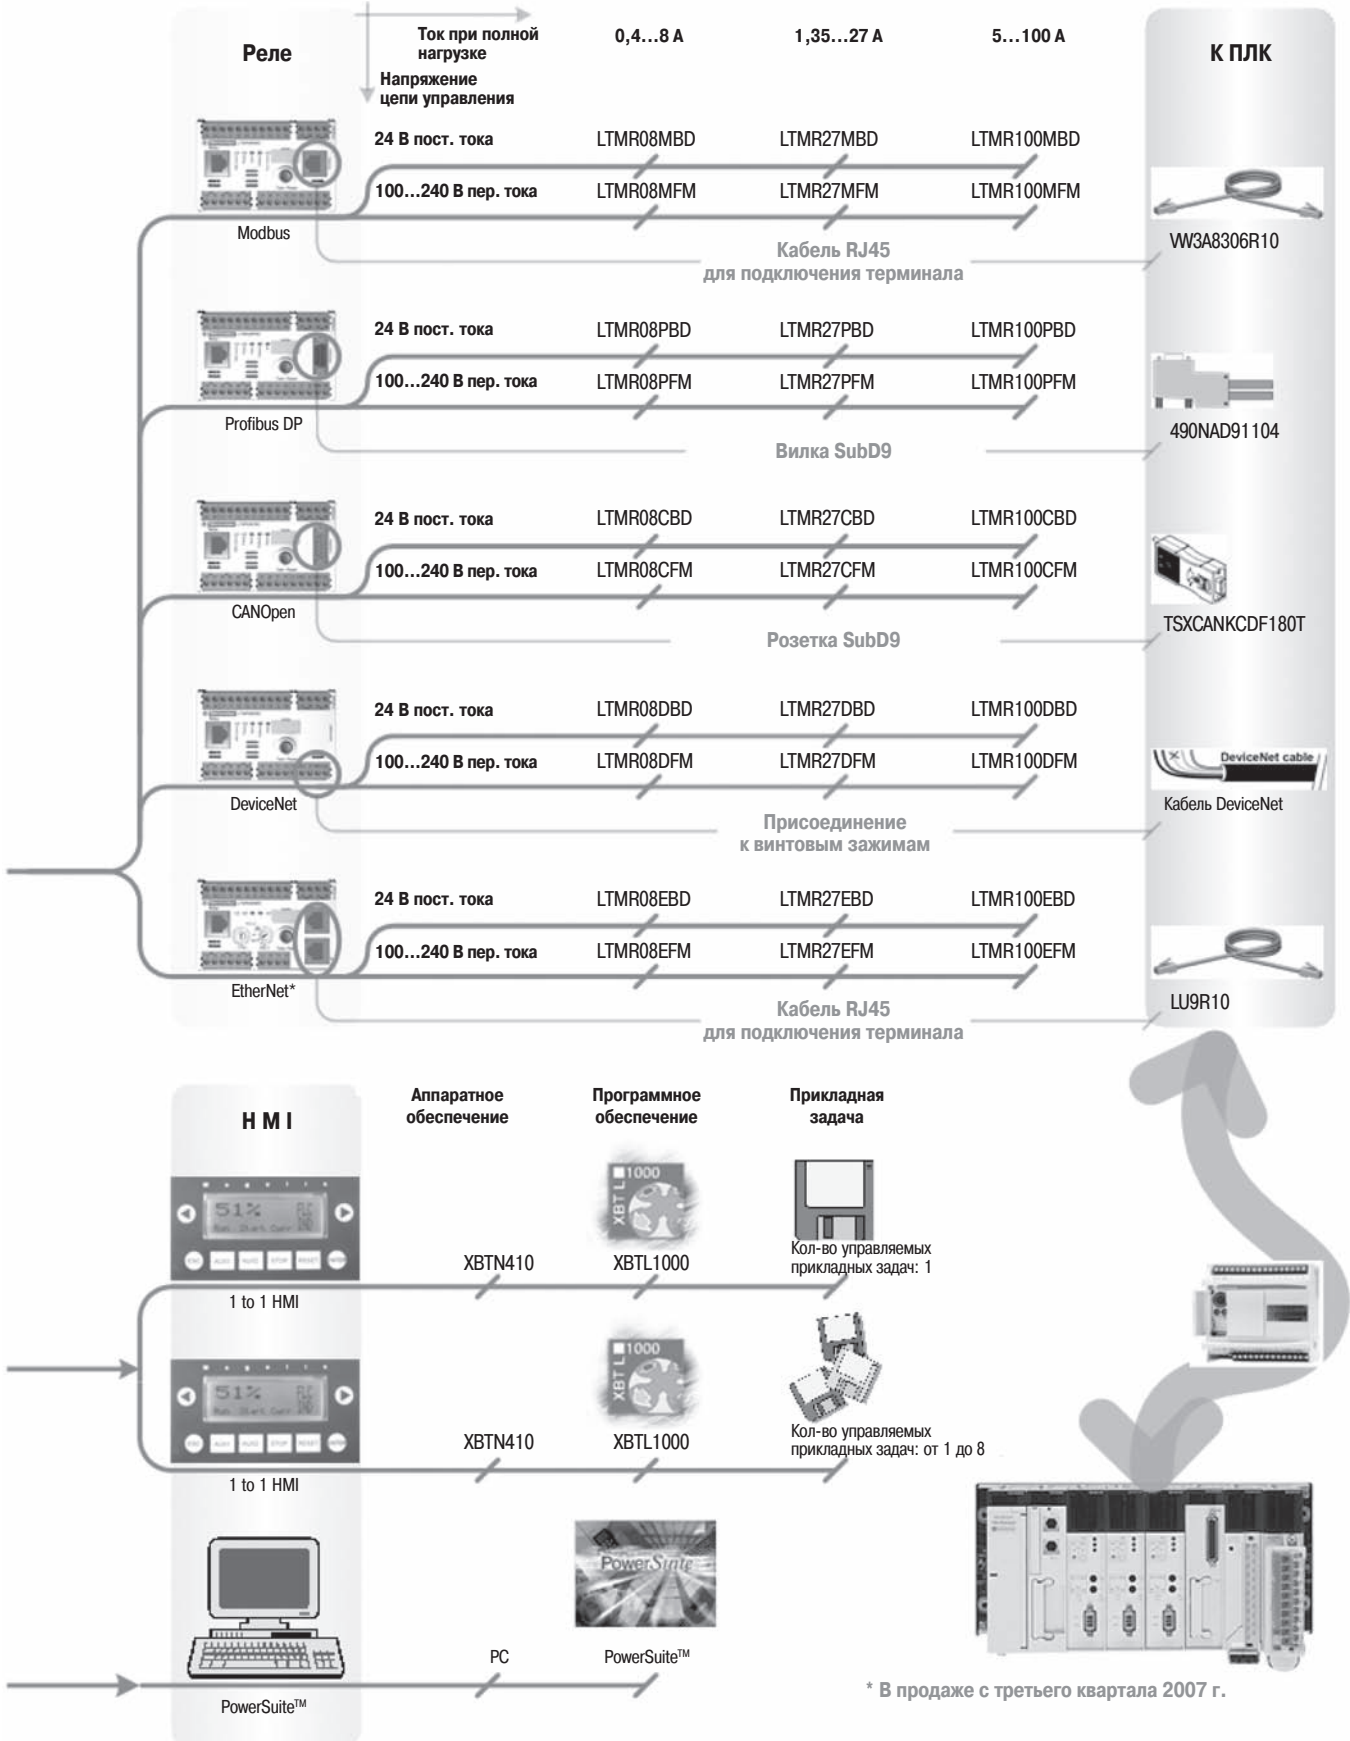 Реле
Ток при полной
нагрузке
0,4…8 А
1,35…27 А
5…100 А
К ПЛК
Напряжение
цепи управления
24 В пост. тока
LTMR08MBD
LTMR27MBD
LTMR100MBD
100…240 В пер. тока
LTMR08MFM
LTMR27MFM
LTMR100MFM
Modbus
Кабель RJ45
для подключения терминала
VW3A8306R10
24 В пост. тока
LTMR08PBD
LTMR27PBD
LTMR100PBD
100…240 В пер. тока
LTMR08PFM
LTMR27PFM
LTMR100PFM
Profibus DP
Вилка SubD9
490NAD91104
24 В пост. тока
LTMR08CBD
LTMR27CBD
LTMR100CBD
100…240 В пер. тока
LTMR08CFM
LTMR27CFM
LTMR100CFM
CANOpen
Розетка SubD9
TSXCANKCDF180T
24 В пост. тока
LTMR08DBD
LTMR27DBD
LTMR100DBD
100…240 В пер. тока
LTMR08DFM
LTMR27DFM
LTMR100DFM
DeviceNet cable
DeviceNet
Присоединение
к винтовым зажимам
Кабель DeviceNet
24 В пост. тока
LTMR08EBD
LTMR27EBD
LTMR100EBD
100…240 В пер. тока
LTMR08EFM
LTMR27EFM
LTMR100EFM
EtherNet*
Кабель RJ45
для подключения терминала
LU9R10
H M I
Аппаратное
обеспечение
Программное
обеспечение
Прикладная
задача
51%
1000
XBT L
XBTN410
XBTL1000
Кол-во управляемых
прикладных задач: 1
1 to 1 HMI
51%
1000
XBT L
XBTN410
XBTL1000
Кол-во управляемых
прикладных задач: от 1 до 8
1 to 1 HMI
PowerSuite
PC
PowerSuite™
PowerSuite™
* В продаже с третьего квартала 2007 г.